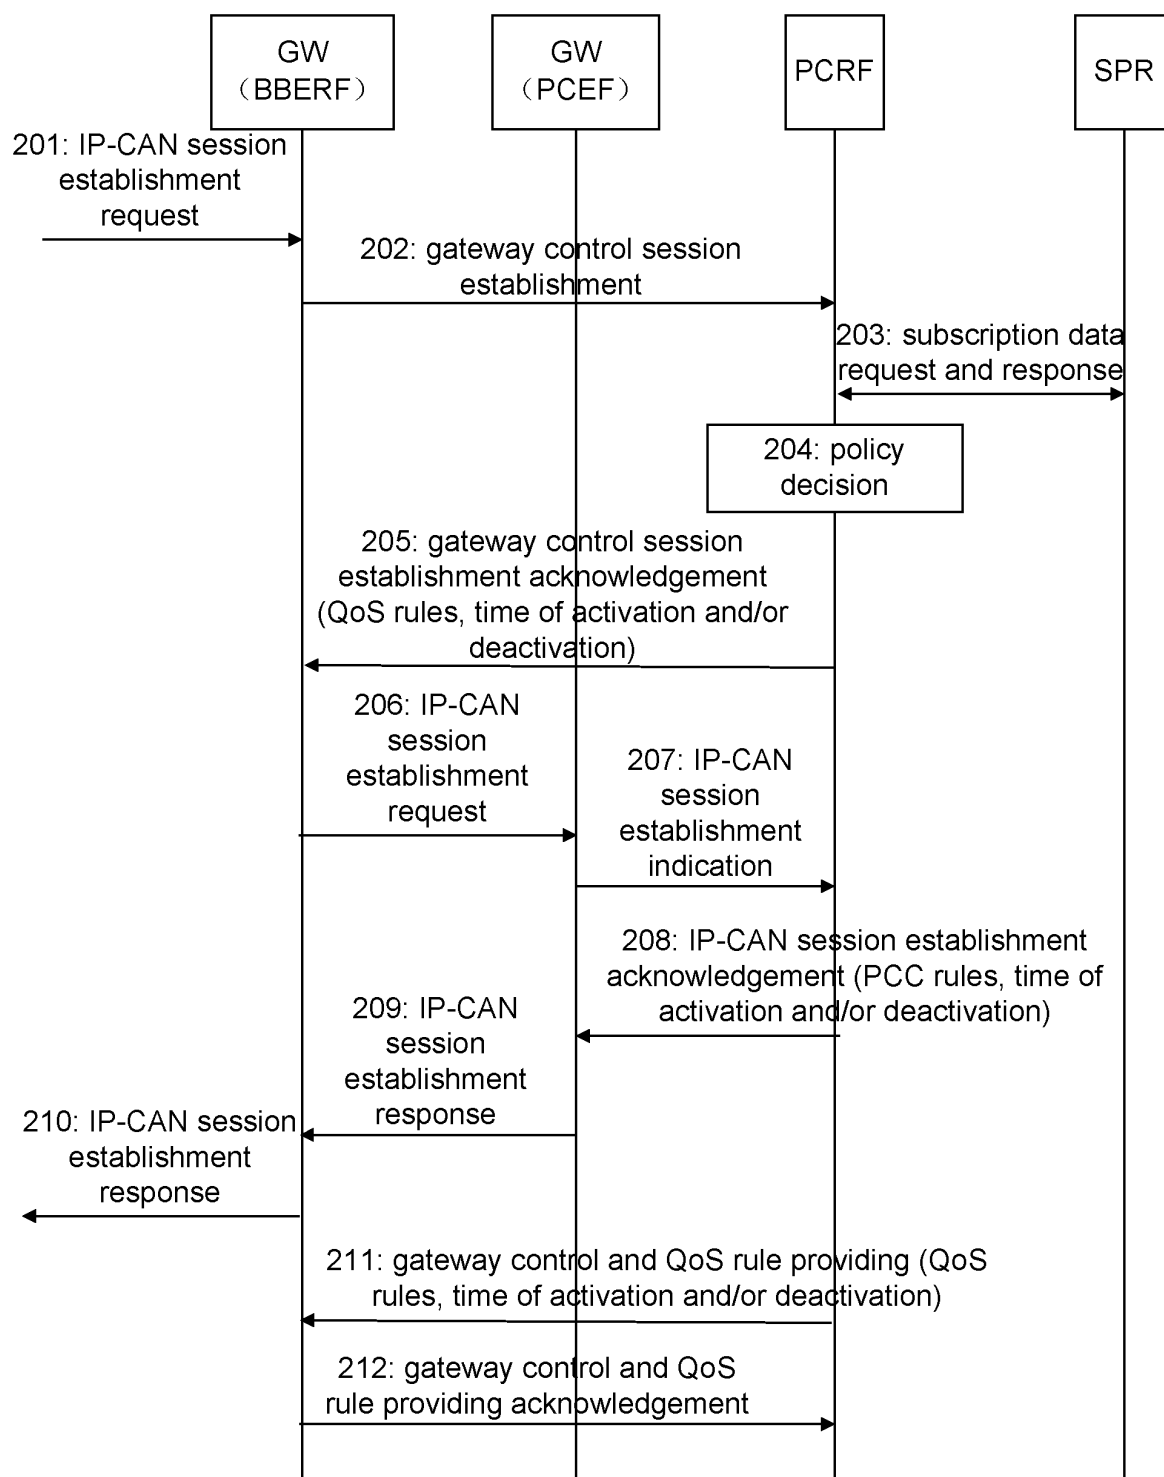 GW
（BBERF）
GW
（PCEF）
PCRF
SPR
201: IP-CAN session
establishment
request
202: gateway control session
establishment
203: subscription data
request and response
204: policy
decision
205: gateway control session
establishment acknowledgement
(QoS rules, time of activation and/or
deactivation)
206: IP-CAN
session
establishment
request
207: IP-CAN
session
establishment
indication
208: IP-CAN session establishment
acknowledgement (PCC rules, time of
activation and/or deactivation)
209: IP-CAN
session
establishment
response
210: IP-CAN session
establishment
response
211: gateway control and QoS rule providing (QoS
rules, time of activation and/or deactivation)
212: gateway control and QoS
rule providing acknowledgement